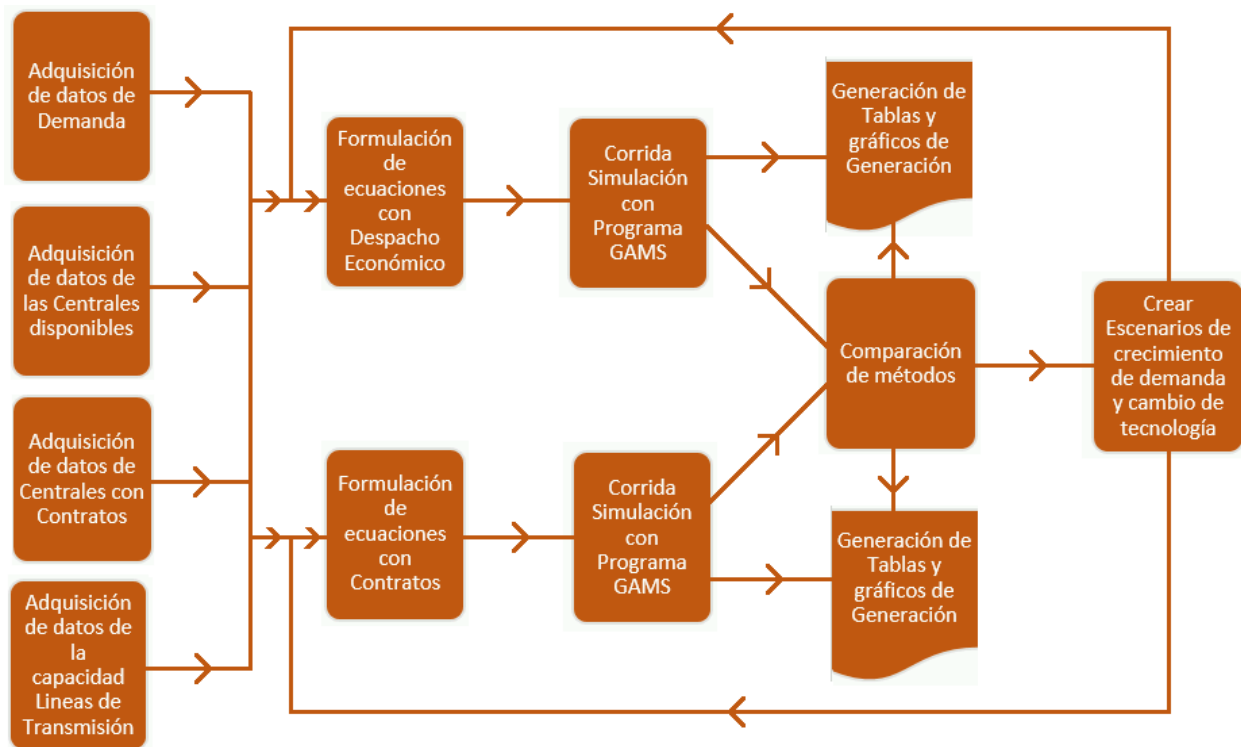 Adquisición
de datos de
Demanda
Adquisición
de datos de
las Centrales
disponibles
Adquisición
de datos de
Centrales con
Contratos
Adquisición
de datos de
la
capacidad
Lineas de
Transmisión
Formulación
de
ecuaciones
con
Despacho
Económico
Formulación
de
ecuaciones
con
Contratos
Corrida
Simulación
con
Programa
GAMS
Corrida
Simulación
con
Programa
GAMS
Generación de
Tablas y
gráficos de
Generación
Comparación
de métodos
Generación de
Tablas y
gráficos de
Generación
Crear
Escenarios de
crecimiento
de demanda
y cambio de
tecnología